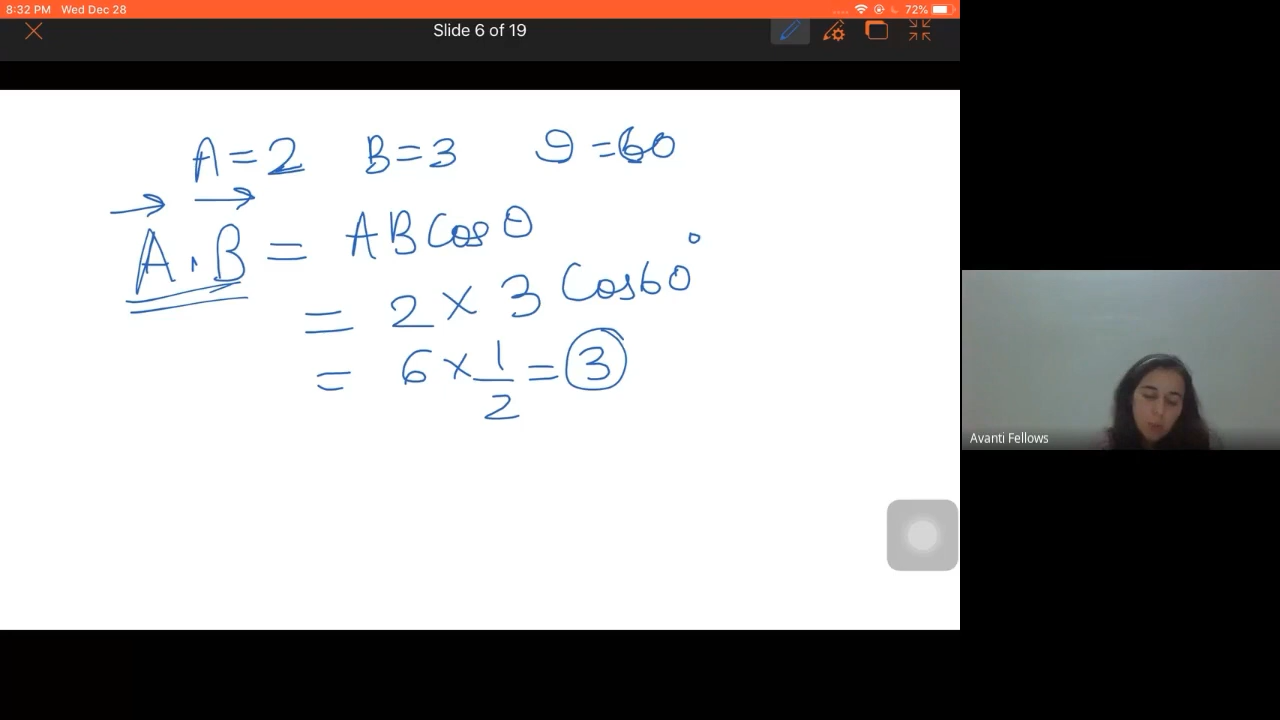 8:32 PM Wed Dec 28 72%
Slide 6 of 19
A = 2 B = 3 θ = 60
A . B = AB Cos θ
= 2 × 3 Cos 60°
= 6 × 1/2 = 3
Avanti Fellows